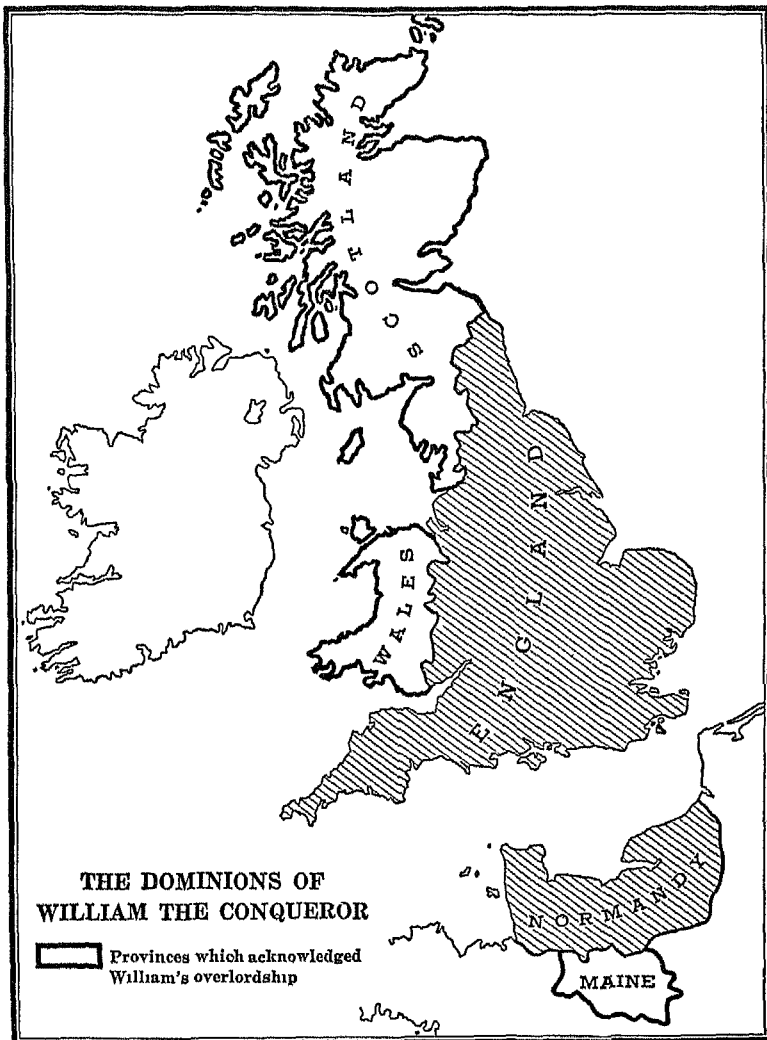 SCOTLAND
ENGLAND
WALES
NORMANDY
MAINE
THE DOMINIONS OF
WILLIAM THE CONQUEROR
Provinces which acknowledged
William's overlordship